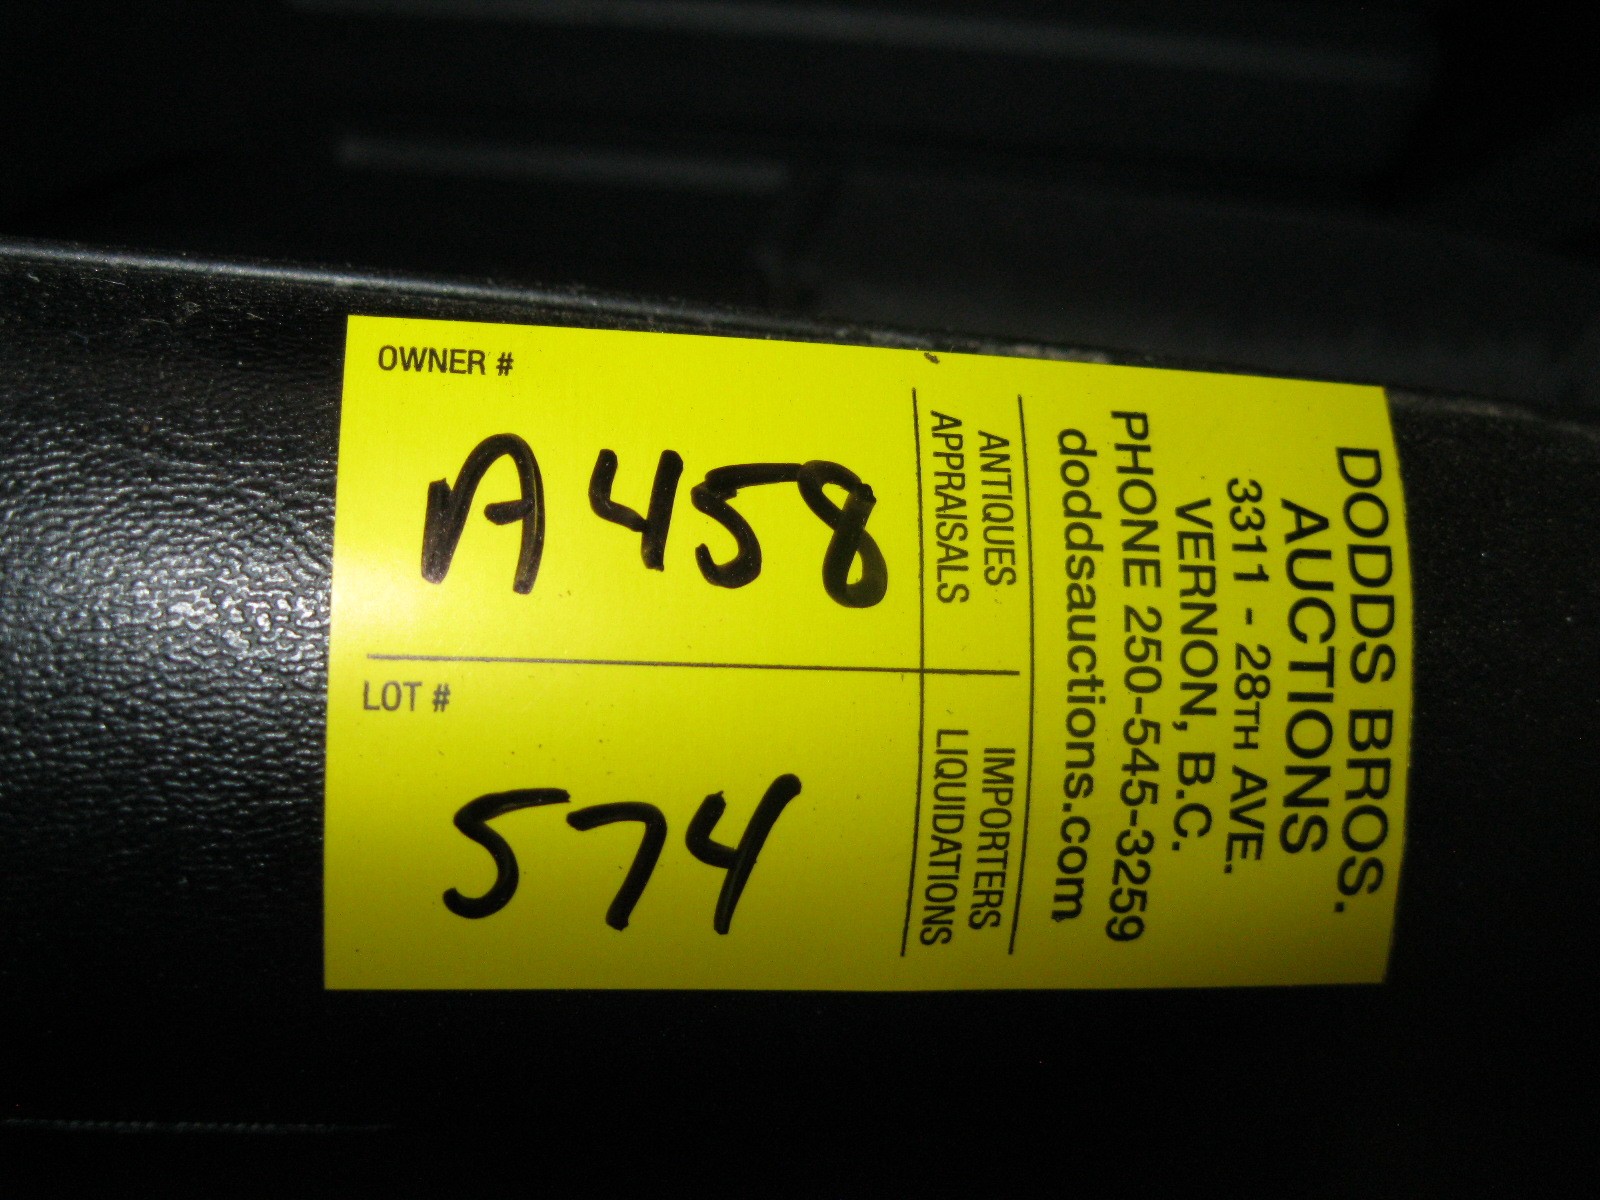 DODDS BROS.
AUCTIONS
3311 - 28TH AVE.
VERNON, B.C.
PHONE 250-545-3259
doddsauctions.com
ANTIQUES
APPRAISALS
IMPORTERS
LIQUIDATIONS
OWNER #
A458
LOT #
574